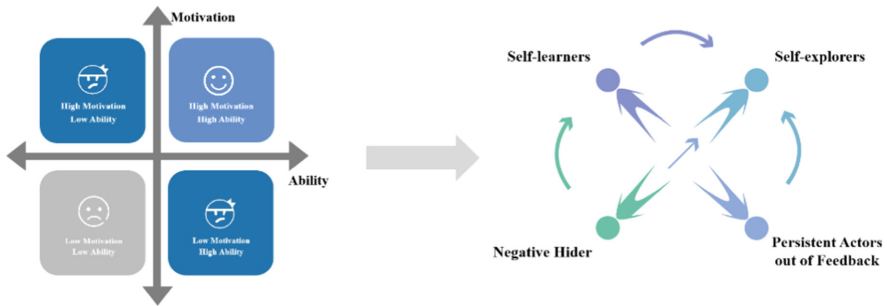 Motivation
High Motivation
Low Ability
High Motivation
High Ability
Ability
Low Motivation
Low Ability
Low Motivation
High Ability
Self-learners
Self-explorers
Negative Hider
Persistent Actors
out of Feedback